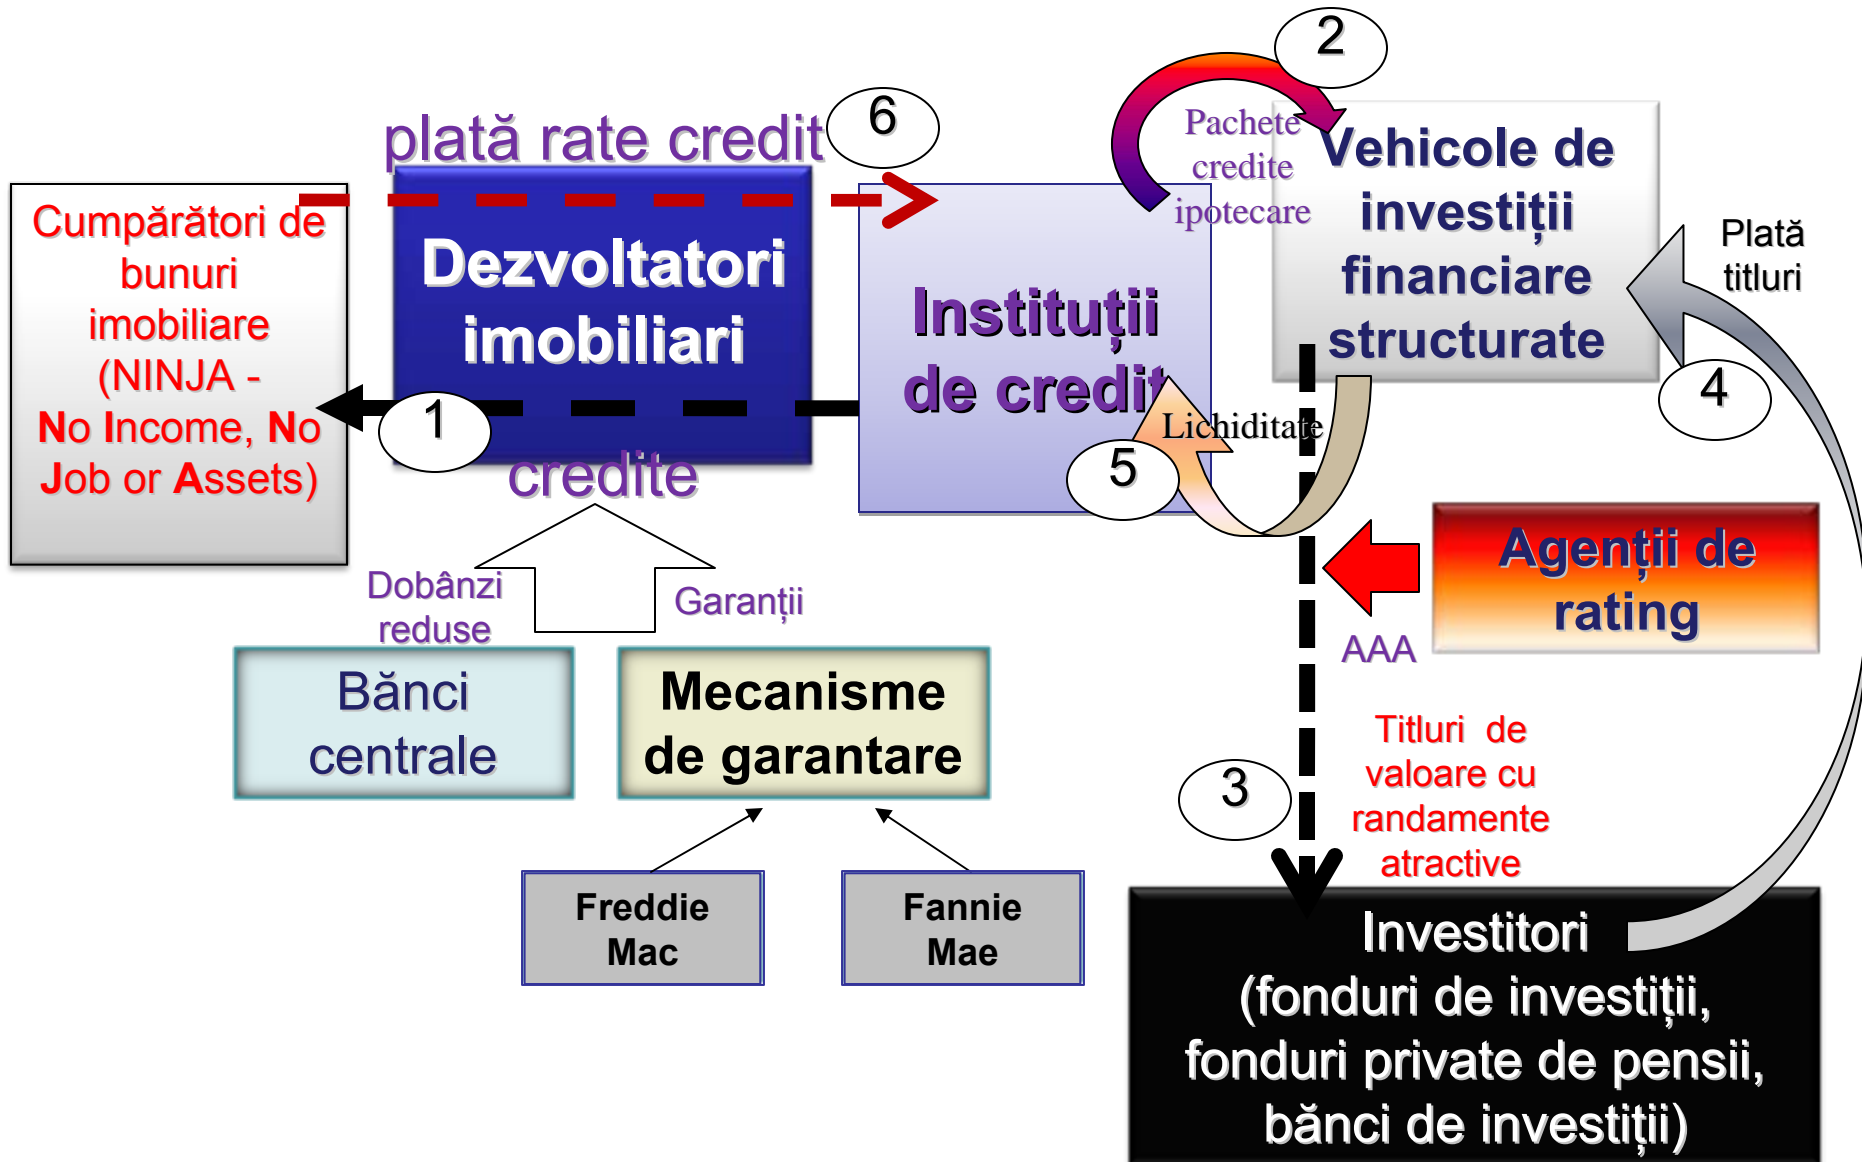 2
plată rate credit
6
Pachete
credite
ipotecare
Vehicole de
investiții
financiare
structurate
Cumpărători de
bunuri
imobiliare
(NINJA -
No Income, No
Job or Assets)
Dezvoltatori
imobiliari
Instituții
de credit
Plată
titluri
4
1
credite
Lichiditate
5
Agenții de
rating
AAA
Dobânzi
reduse
Garanții
Bănci
centrale
Mecanisme
de garantare
3
Titluri de
valoare cu
randamente
atractive
Freddie
Mac
Fannie
Mae
Investitori
(fonduri de investiții,
fonduri private de pensii,
bănci de investiții)